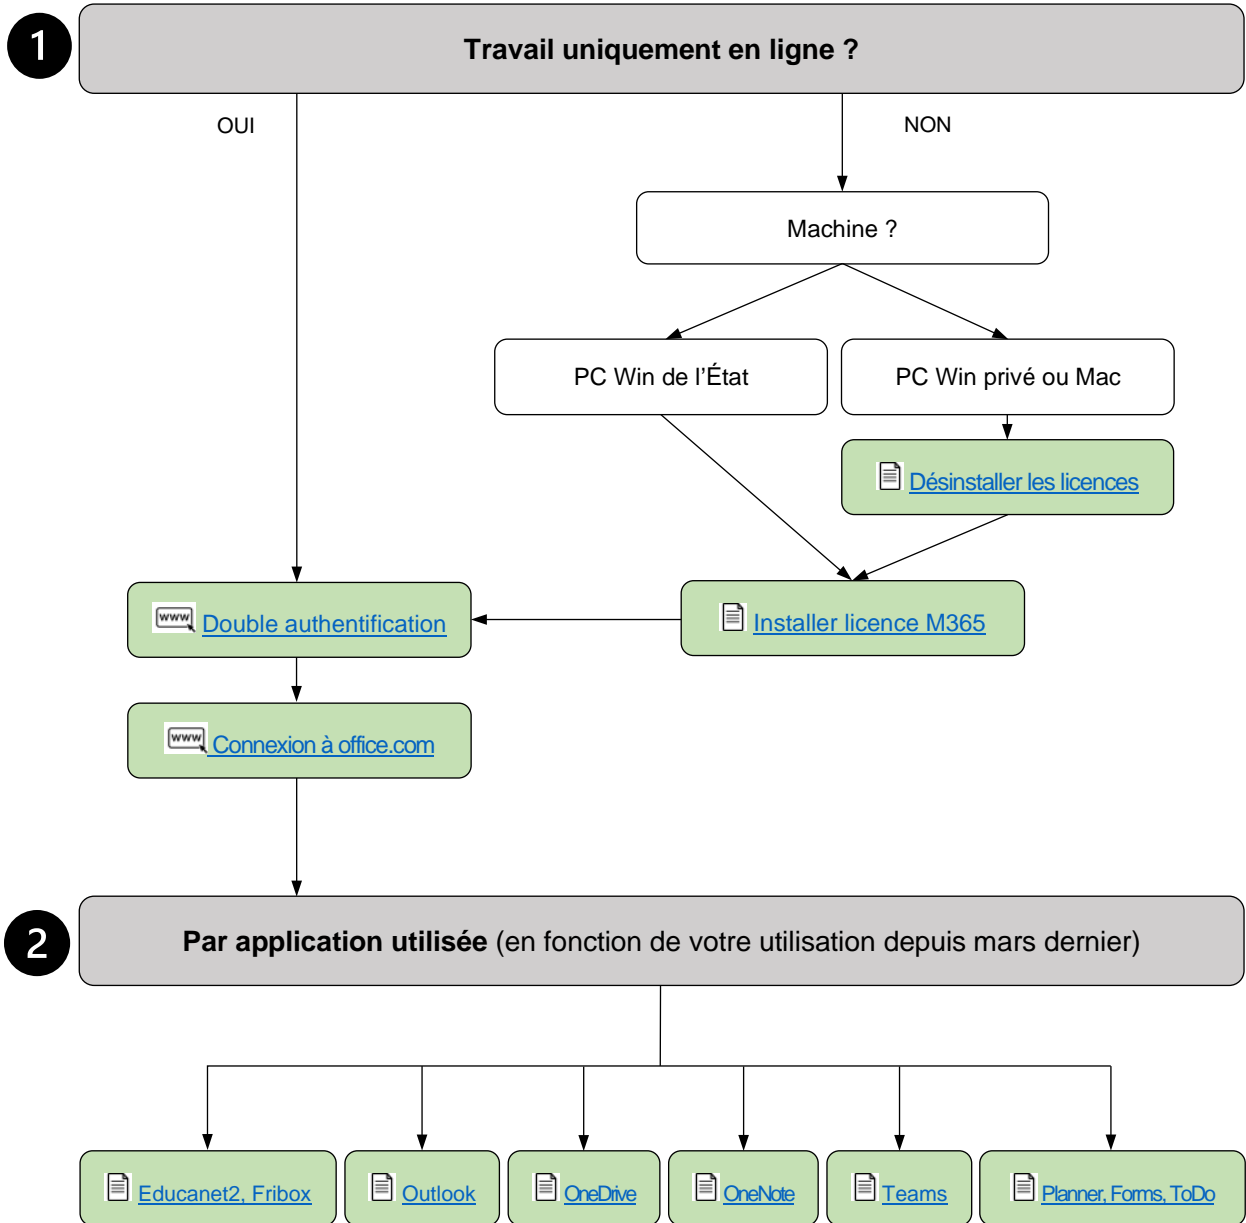 1
Travail uniquement en ligne ?
OUI
NON
Machine ?
PC Win de l'État
PC Win privé ou Mac
Désinstaller les licences
www Double authentification
Installer licence M365
www Connexion à office.com
2
Par application utilisée (en fonction de votre utilisation depuis mars dernier)
Educanet2, Fribox
Outlook
OneDrive
OneNote
Teams
Planner, Forms, ToDo